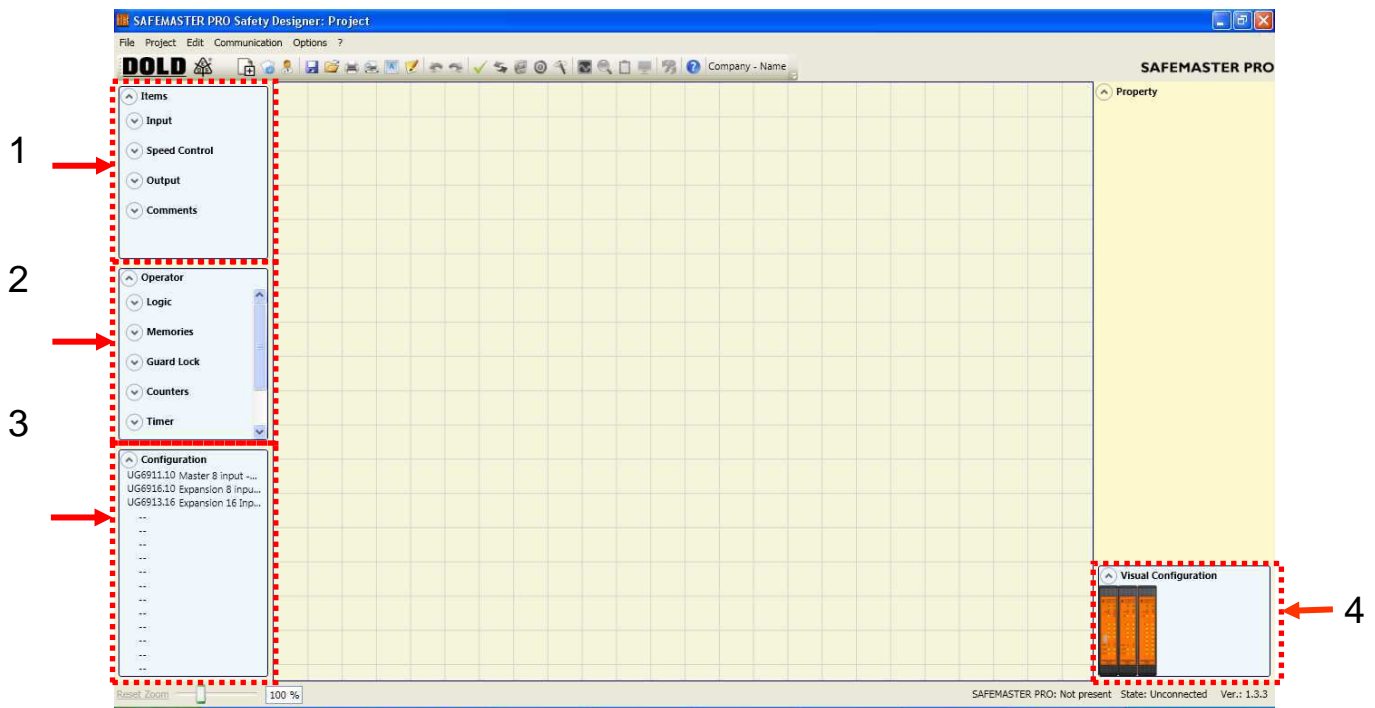 SAFEMASTER PRO Safety Designer: Project
File Project Edit Communication Options ?
DOLD
Company - Name
SAFEMASTER PRO
Items
Input
Speed Control
Output
Comments
1
Operator
Logic
Memories
Guard Lock
Counters
Timer
2
Configuration
UG6911.10 Master 8 input -...
UG6916.10 Expansion 8 inpu...
UG6913.16 Expansion 16 Inp...
--
--
--
--
--
--
--
--
--
--
--
--
3
Property
Visual Configuration
4
Reset Zoom
100 %
SAFEMASTER PRO: Not present State: Unconnected Ver.: 1.3.3